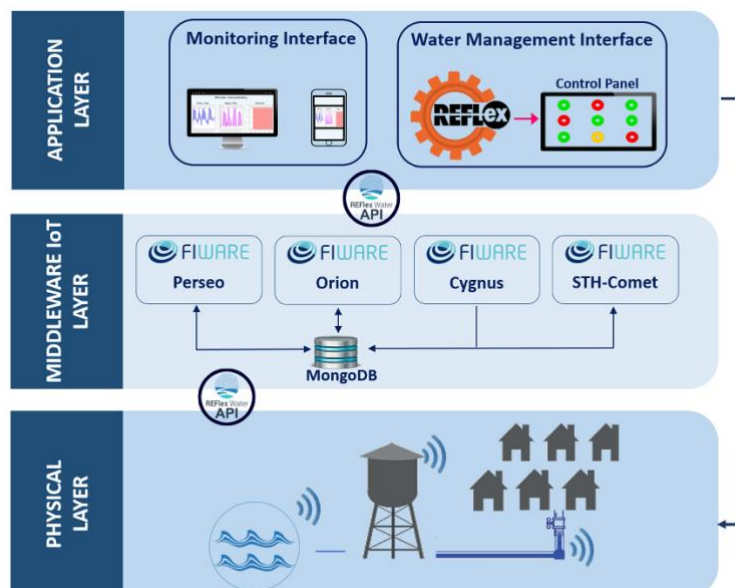 APPLICATION
LAYER
Monitoring Interface
Water Management Interface
REFLex
Control Panel
REFlex Water
API
MIDDLEWARE IoT
LAYER
FIWARE
Perseo
FIWARE
Orion
FIWARE
Cygnus
FIWARE
STH-Comet
MongoDB
REFlex Water
API
PHYSICAL
LAYER